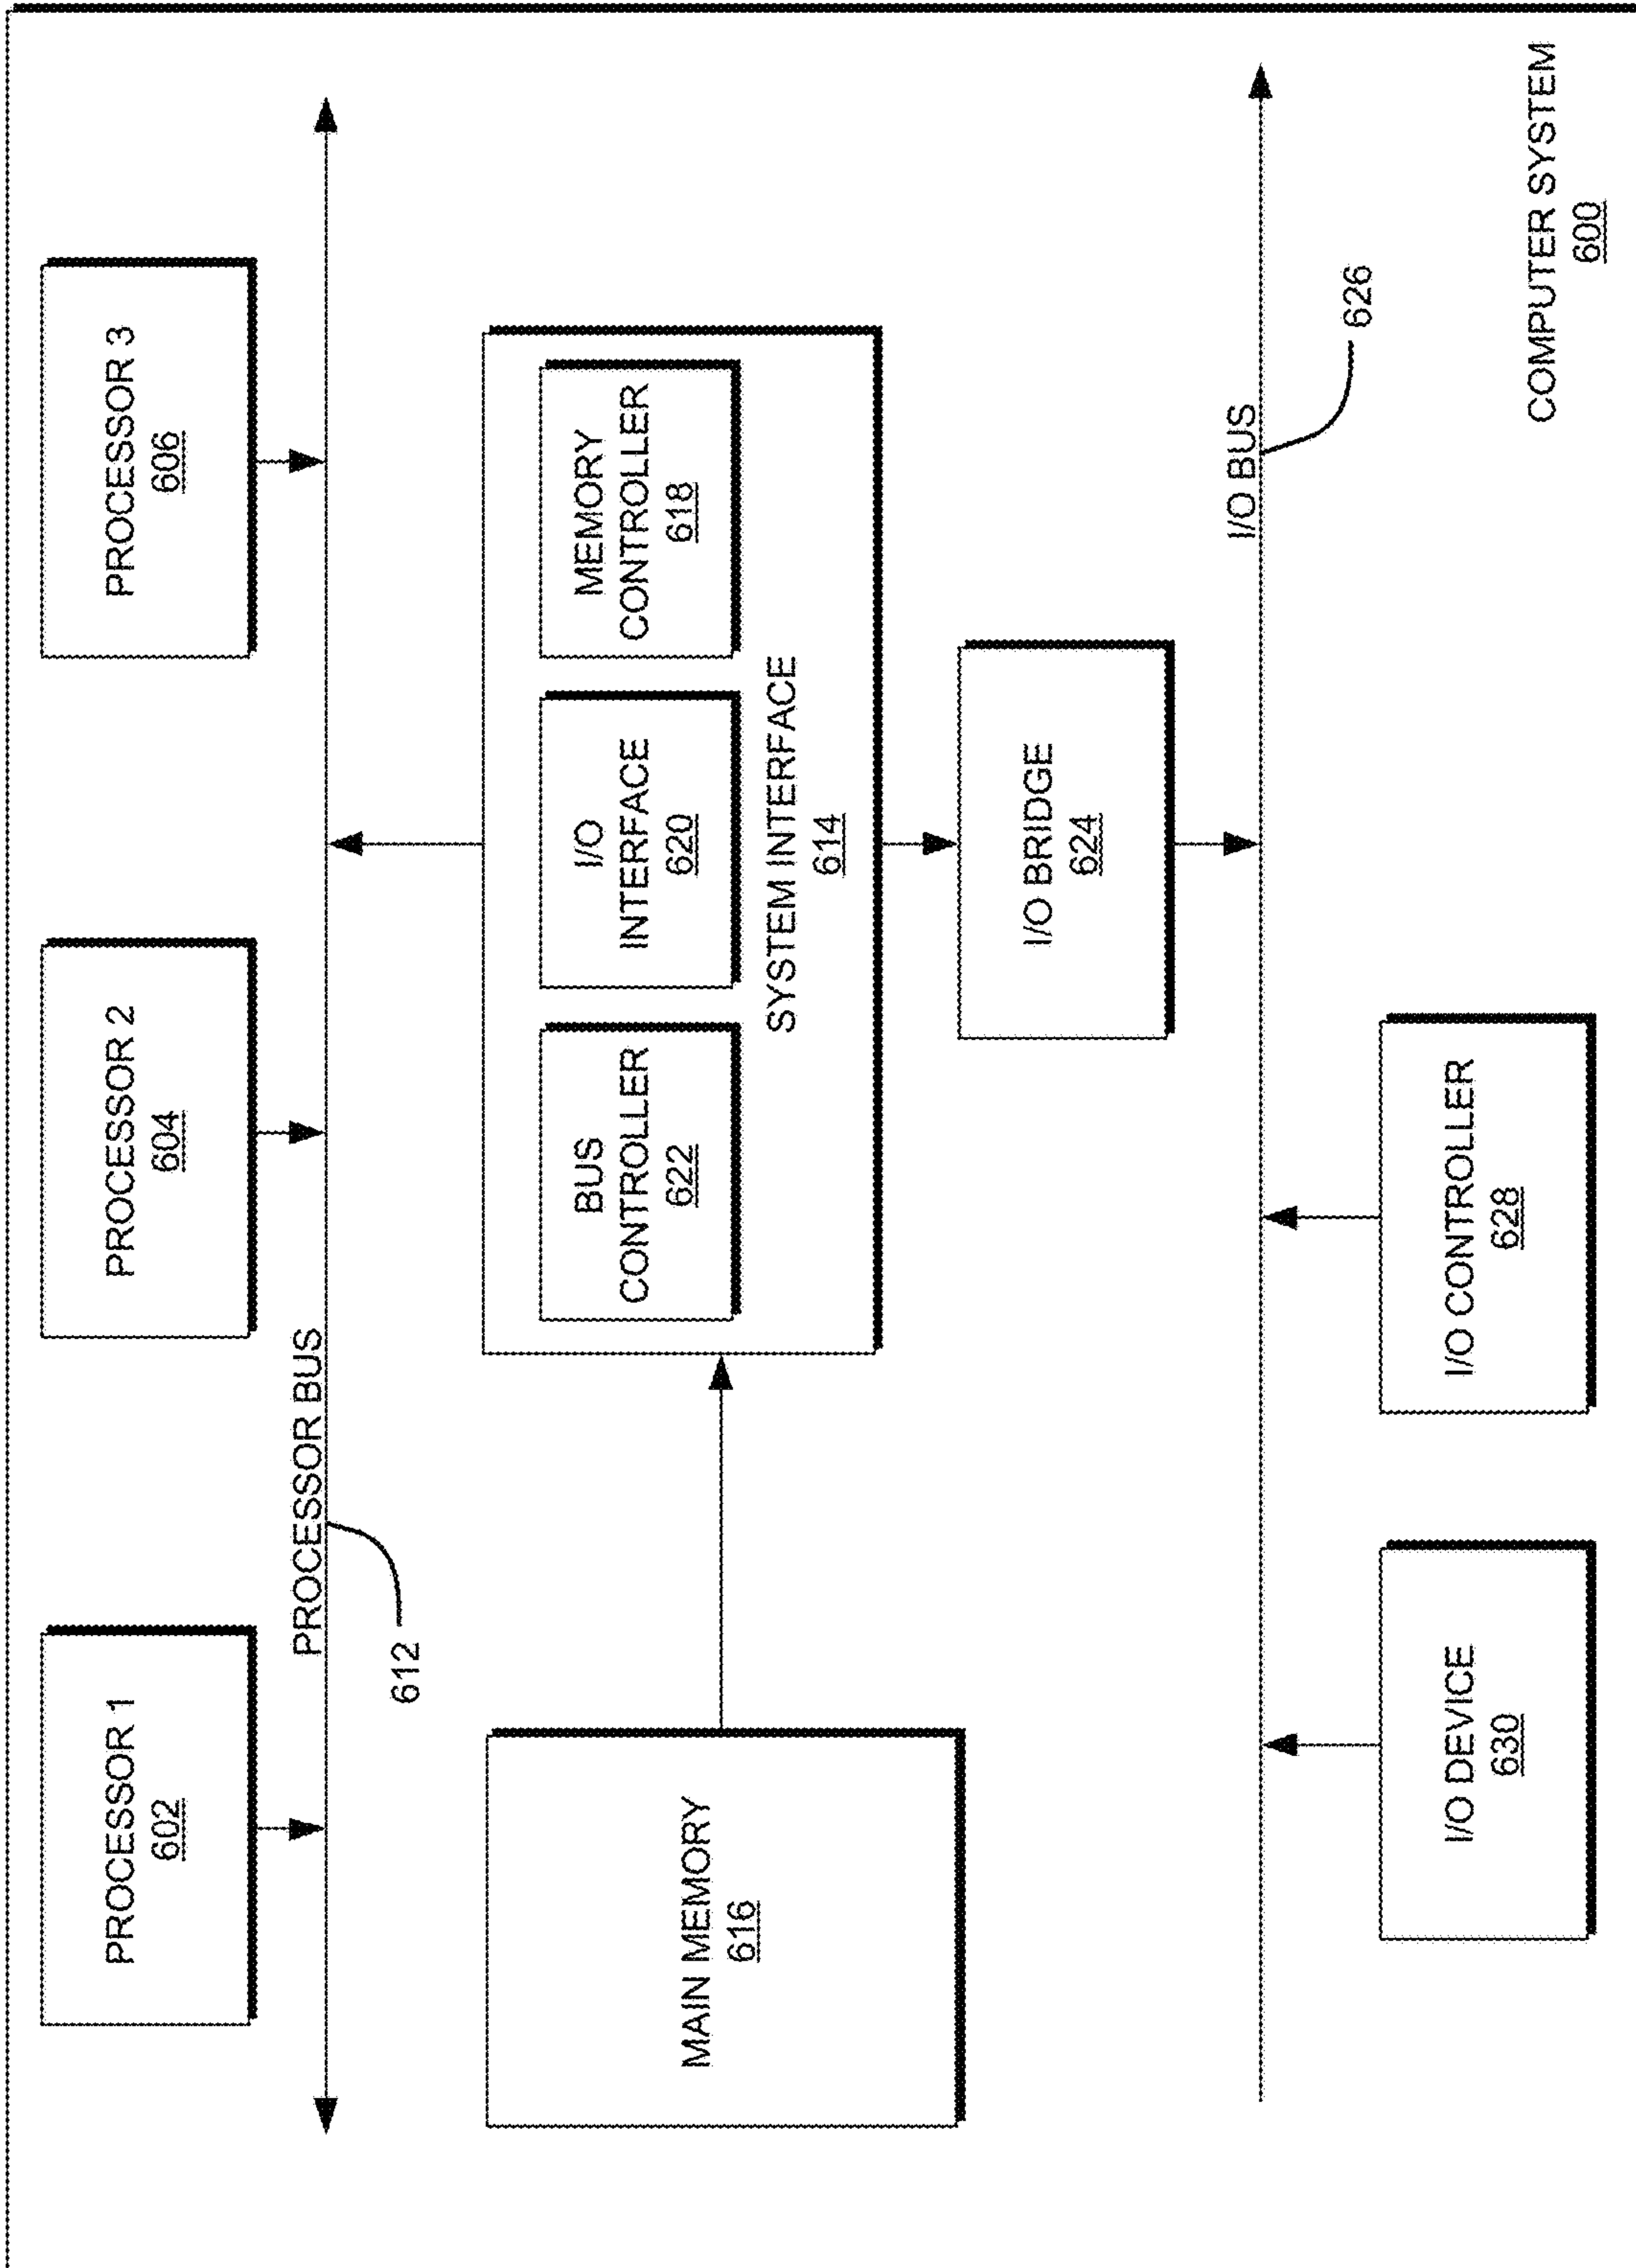 PROCESSOR 1
602
PROCESSOR 2
604
PROCESSOR 3
606
PROCESSOR BUS
612
MAIN MEMORY
616
BUS
CONTROLLER
622
I/O
INTERFACE
620
MEMORY
CONTROLLER
618
SYSTEM INTERFACE
614
I/O BRIDGE
624
I/O BUS
626
I/O DEVICE
630
I/O CONTROLLER
628
COMPUTER SYSTEM
600